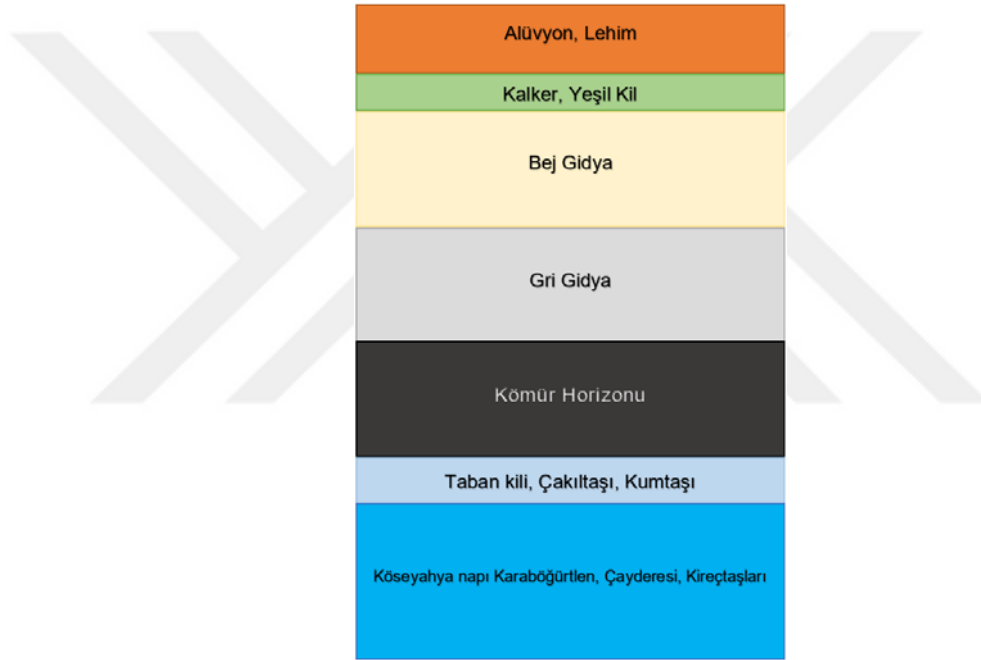 Alüvyon, Lehim
Kalker, Yeşil Kil
Bej Gidya
Gri Gidya
Kömür Horizonu
Taban kili, Çakıltaşı, Kumtaşı
Köseyahya napı Karaböğürtlen, Çayderesi, Kireçtaşları